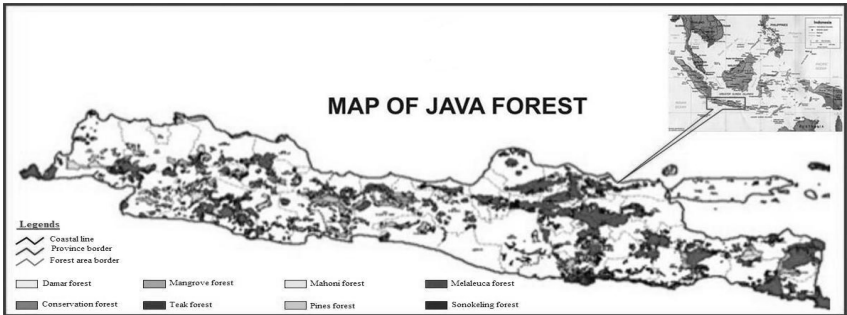 MAP OF JAVA FOREST
Indonesia
Legends
Coastal line
Province border
Forest area border
Damar forest
Mangrove forest
Mahoni forest
Melaleuca forest
Conservation forest
Teak forest
Pines forest
Sonokeling forest